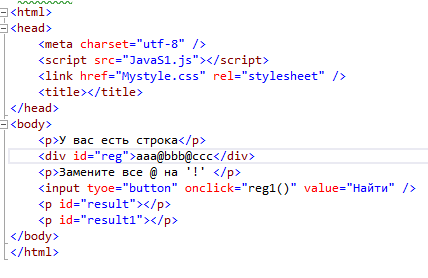 <html>
<head>
<meta charset="utf-8" />
<script src="JavaS1.js"></script>
<link href="Mystyle.css" rel="stylesheet" />
<title></title>
</head>
<body>
<p>У вас есть строка</p>
<div id="reg">aaa@bbb@ccc</div>
<p>Замените все @ на '!' </p>
<input tyoe="button" onclick="reg1()" value="Найти" />
<p id="result"></p>
<p id="result1"></p>
</body>
</html>